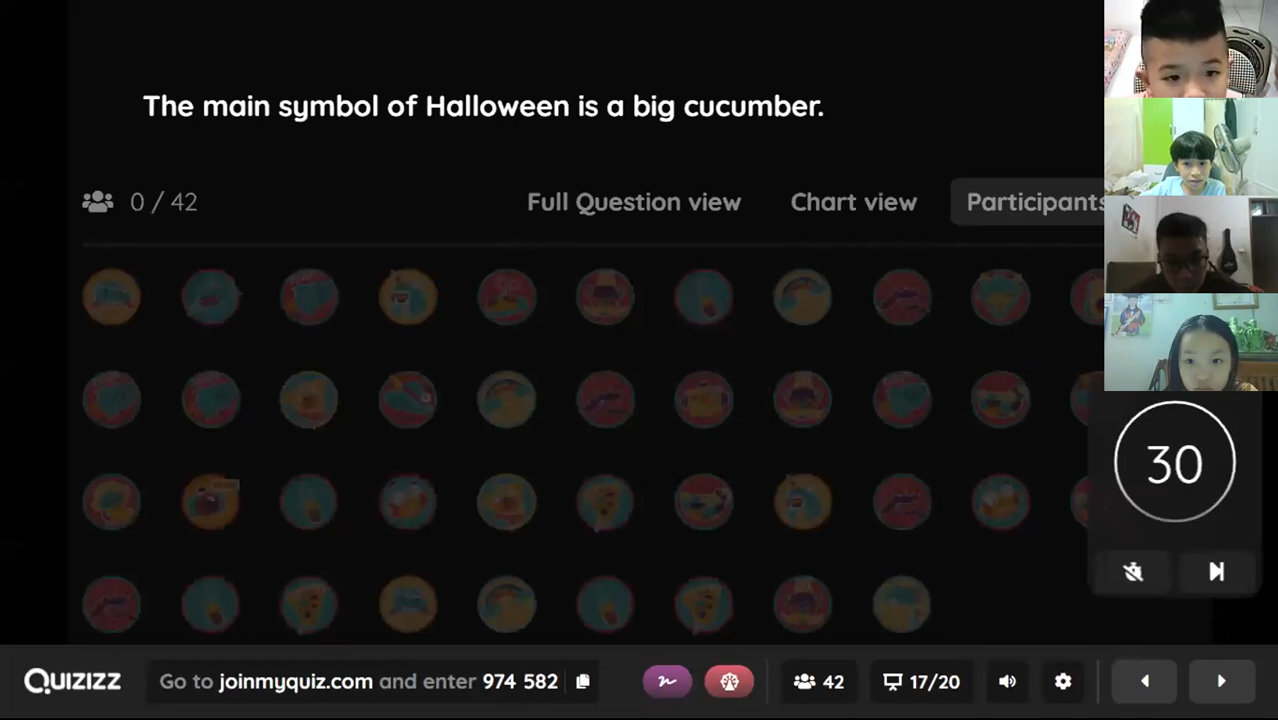 The main symbol of Halloween is a big cucumber.
0 / 42
Full Question view
Chart view
Participants
30
Quizizz
Go to joinmyquiz.com and enter 974 582
42
17/20